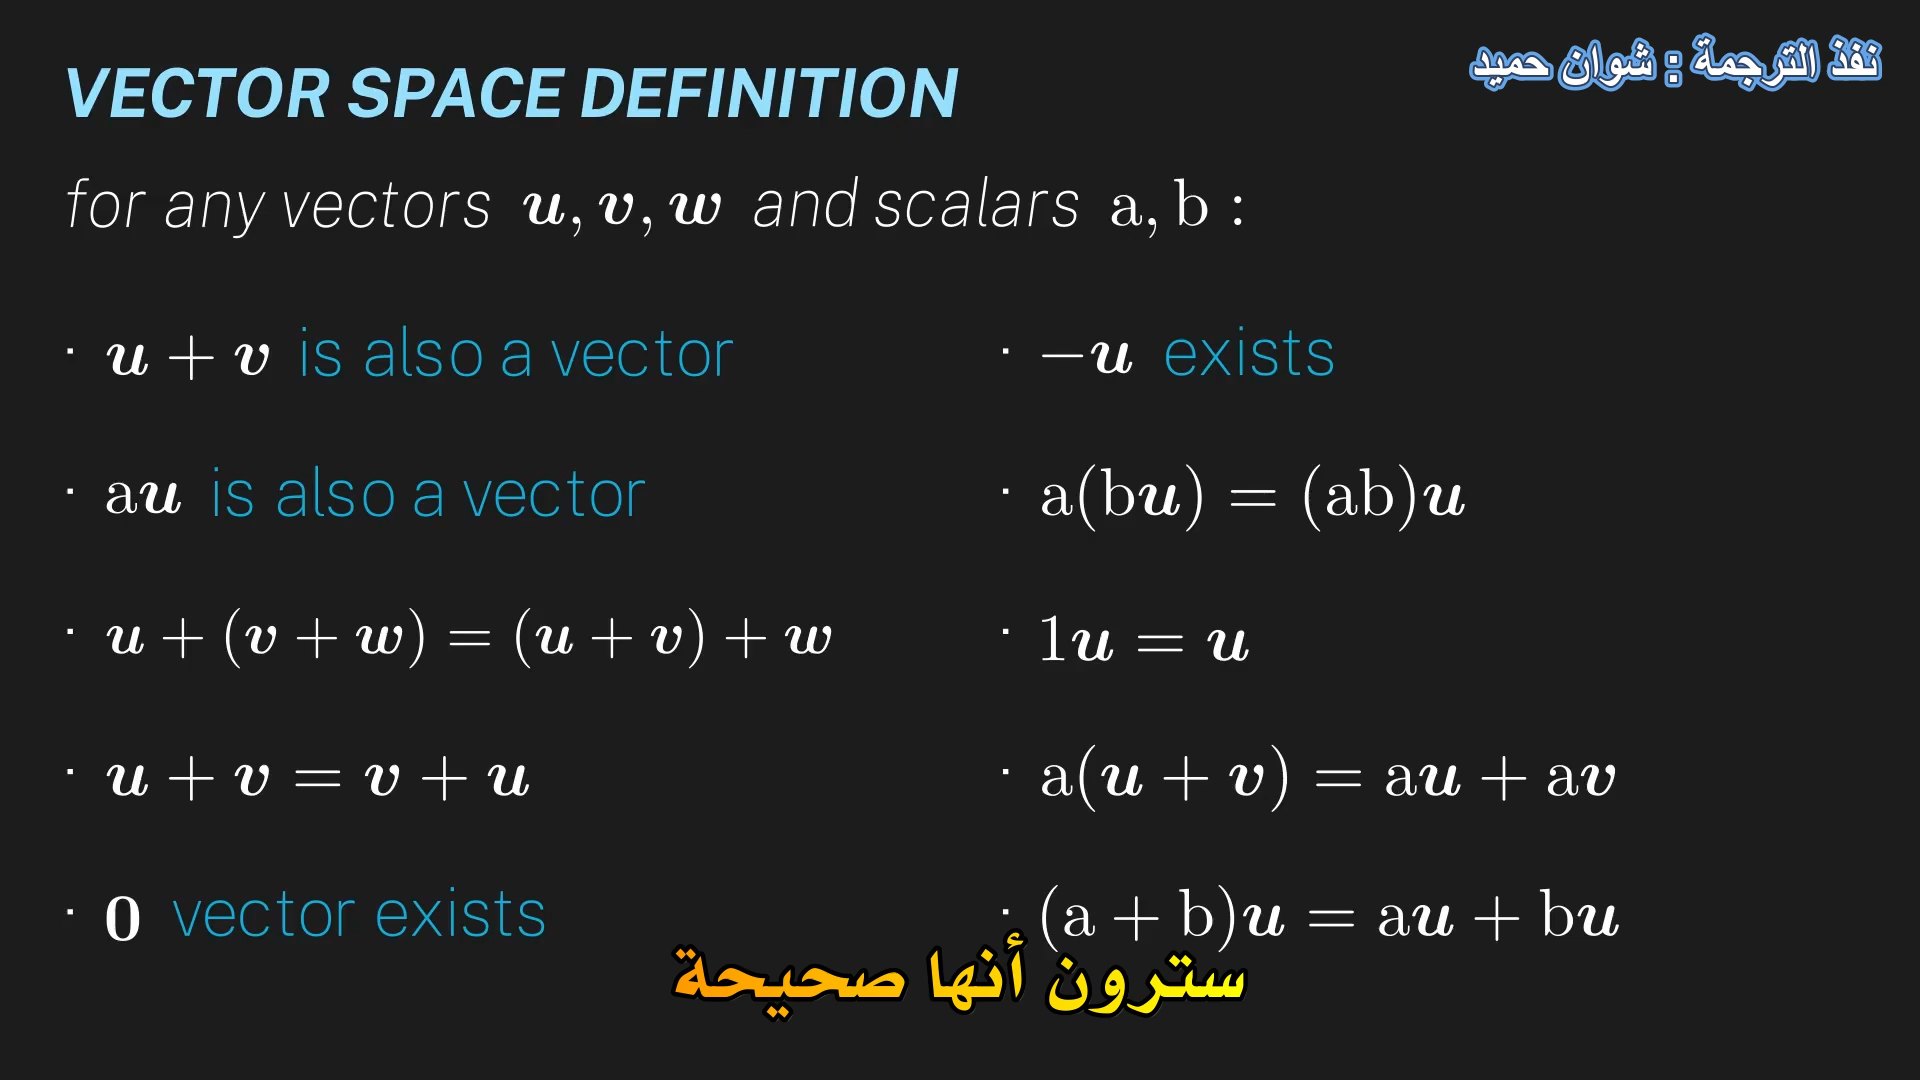 VECTOR SPACE DEFINITION
نفذ الترجمة : شوان حميد
for any vectors u, v, w and scalars a, b :
· u + v is also a vector
· au is also a vector
· u + (v + w) = (u + v) + w
· u + v = v + u
· 0 vector exists
· −u exists
· a(bu) = (ab)u
· 1u = u
· a(u + v) = au + av
· (a + b)u = au + bu
سترون أنها صحيحة